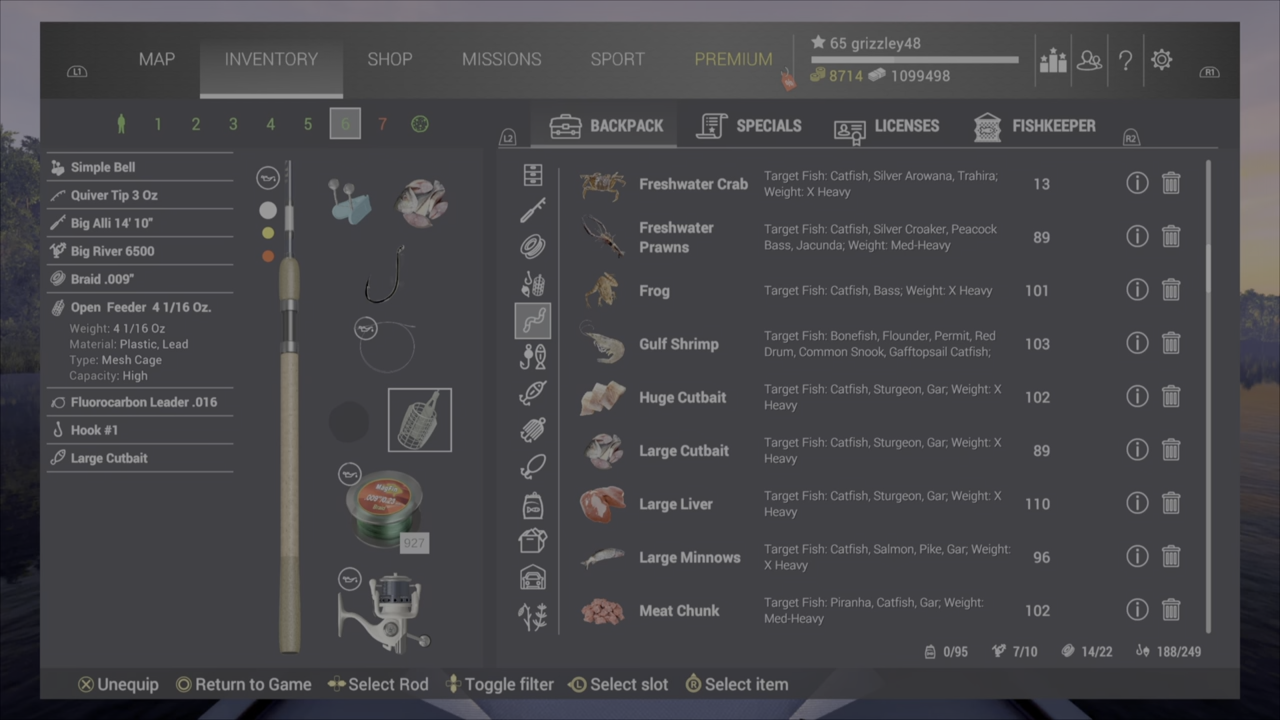 L1
MAP
INVENTORY
SHOP
MISSIONS
SPORT
PREMIUM
65 grizzley48
8714 1099498
?
R1
1 2 3 4 5 6 7
L2
BACKPACK
SPECIALS
LICENSES
FISHKEEPER
R2
Simple Bell
Quiver Tip 3 Oz
Big Alli 14' 10"
Big River 6500
Braid .009"
Open Feeder 4 1/16 Oz.
Weight: 4 1/16 Oz
Material: Plastic, Lead
Type: Mesh Cage
Capacity: High
Fluorocarbon Leader .016
Hook #1
Large Cutbait
927
Freshwater Crab
Target Fish: Catfish, Silver Arowana, Trahira;
Weight: X Heavy
13
Freshwater
Prawns
Target Fish: Catfish, Silver Croaker, Peacock
Bass, Jacunda; Weight: Med-Heavy
89
Frog
Target Fish: Catfish, Bass; Weight: X Heavy
101
Gulf Shrimp
Target Fish: Bonefish, Flounder, Permit, Red
Drum, Common Snook, Gafftopsail Catfish;
103
Huge Cutbait
Target Fish: Catfish, Sturgeon, Gar; Weight: X
Heavy
102
Large Cutbait
Target Fish: Catfish, Sturgeon, Gar; Weight: X
Heavy
89
Large Liver
Target Fish: Catfish, Sturgeon, Gar; Weight: X
Heavy
110
Large Minnows
Target Fish: Catfish, Salmon, Pike, Gar; Weight:
X Heavy
96
Meat Chunk
Target Fish: Piranha, Catfish, Gar; Weight:
Med-Heavy
102
0/95 7/10 14/22 188/249
Unequip Return to Game Select Rod Toggle filter L Select slot R Select item